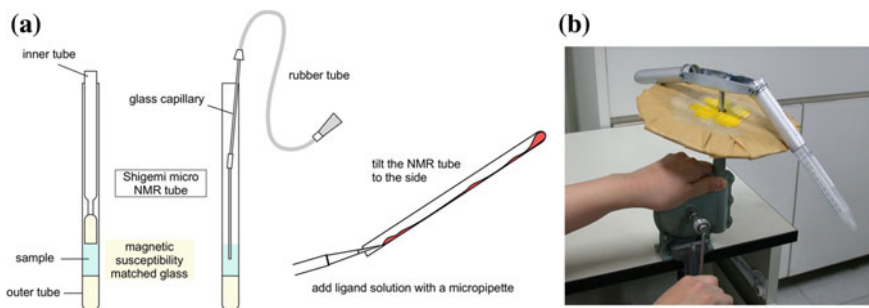 (a)
inner tube
glass capillary
rubber tube
Shigemi micro
NMR tube
tilt the NMR tube
to the side
sample
magnetic
susceptibility
matched glass
outer tube
add ligand solution with a micropipette
(b)